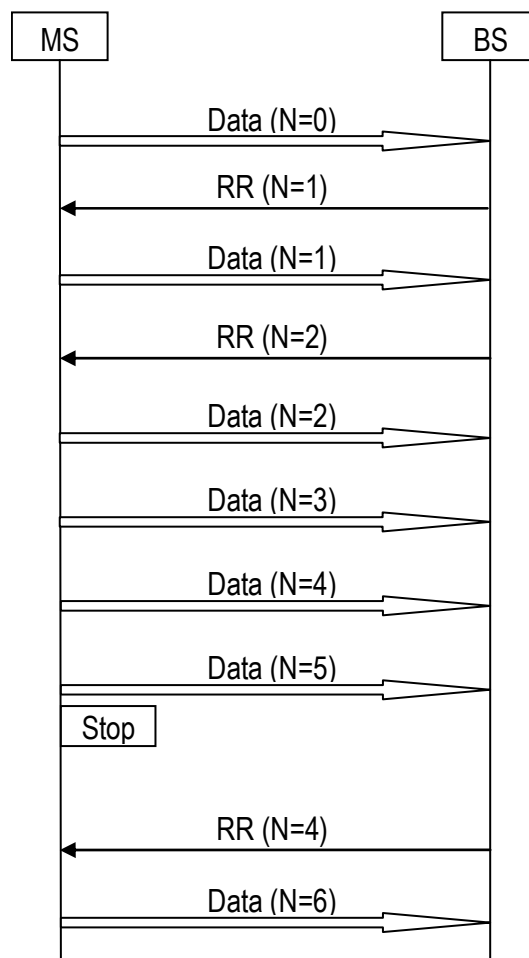 MS
BS
Data (N=0)
RR (N=1)
Data (N=1)
RR (N=2)
Data (N=2)
Data (N=3)
Data (N=4)
Data (N=5)
Stop
RR (N=4)
Data (N=6)